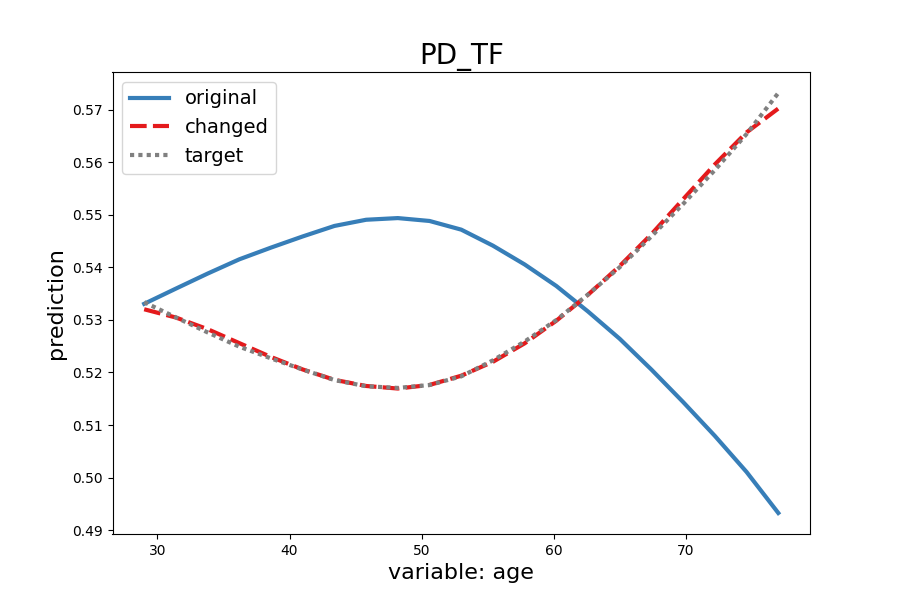 PD_TF
original
changed
target
prediction
0.57
0.56
0.55
0.54
0.53
0.52
0.51
0.50
0.49
30 40 50 60 70
variable: age